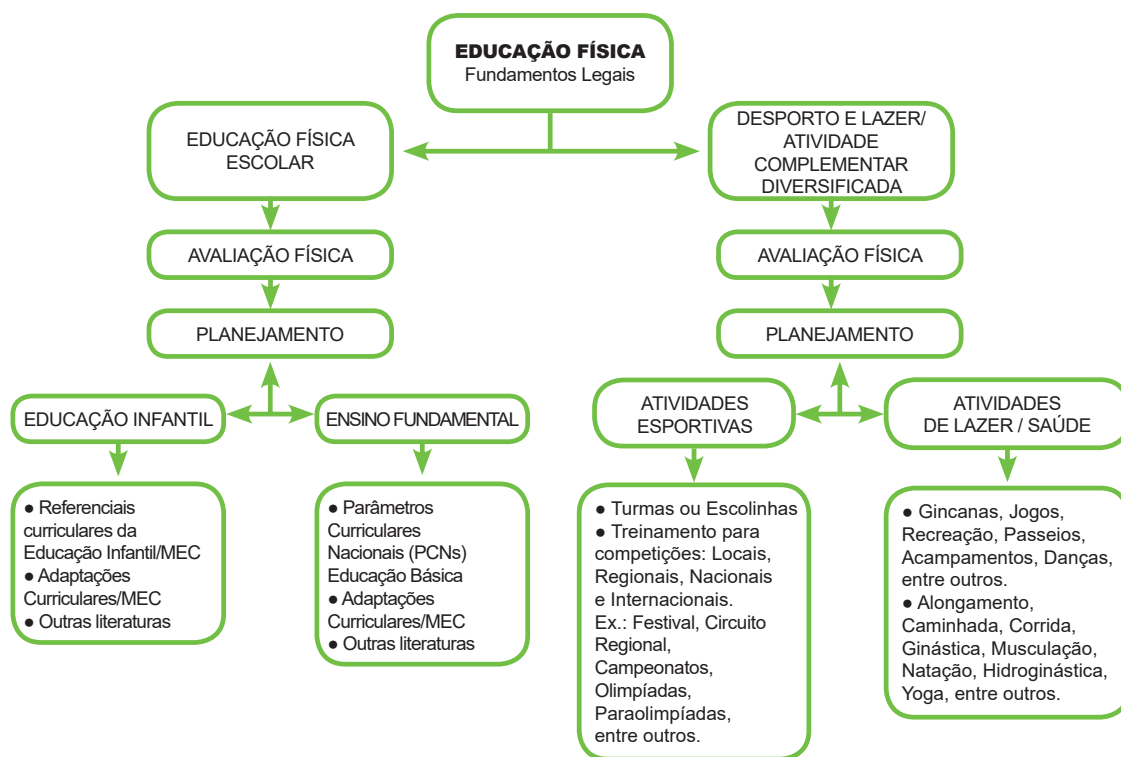 EDUCAÇÃO FÍSICA
Fundamentos Legais
EDUCAÇÃO FÍSICA
ESCOLAR
DESPORTO E LAZER/
ATIVIDADE
COMPLEMENTAR
DIVERSIFICADA
AVALIAÇÃO FÍSICA
AVALIAÇÃO FÍSICA
PLANEJAMENTO
PLANEJAMENTO
EDUCAÇÃO INFANTIL
ENSINO FUNDAMENTAL
ATIVIDADES
ESPORTIVAS
ATIVIDADES
DE LAZER / SAÚDE
● Referenciais
curriculares da
Educação Infantil/MEC
● Adaptações
Curriculares/MEC
● Outras literaturas
● Parâmetros
Curriculares
Nacionais (PCNs)
Educação Básica
● Adaptações
Curriculares/MEC
● Outras literaturas
● Turmas ou Escolinhas
● Treinamento para
competições: Locais,
Regionais, Nacionais
e Internacionais.
Ex.: Festival, Circuito
Regional,
Campeonatos,
Olimpíadas,
Paraolimpíadas,
entre outros.
● Gincanas, Jogos,
Recreação, Passeios,
Acampamentos, Danças,
entre outros.
● Alongamento,
Caminhada, Corrida,
Ginástica, Musculação,
Natação, Hidroginástica,
Yoga, entre outros.